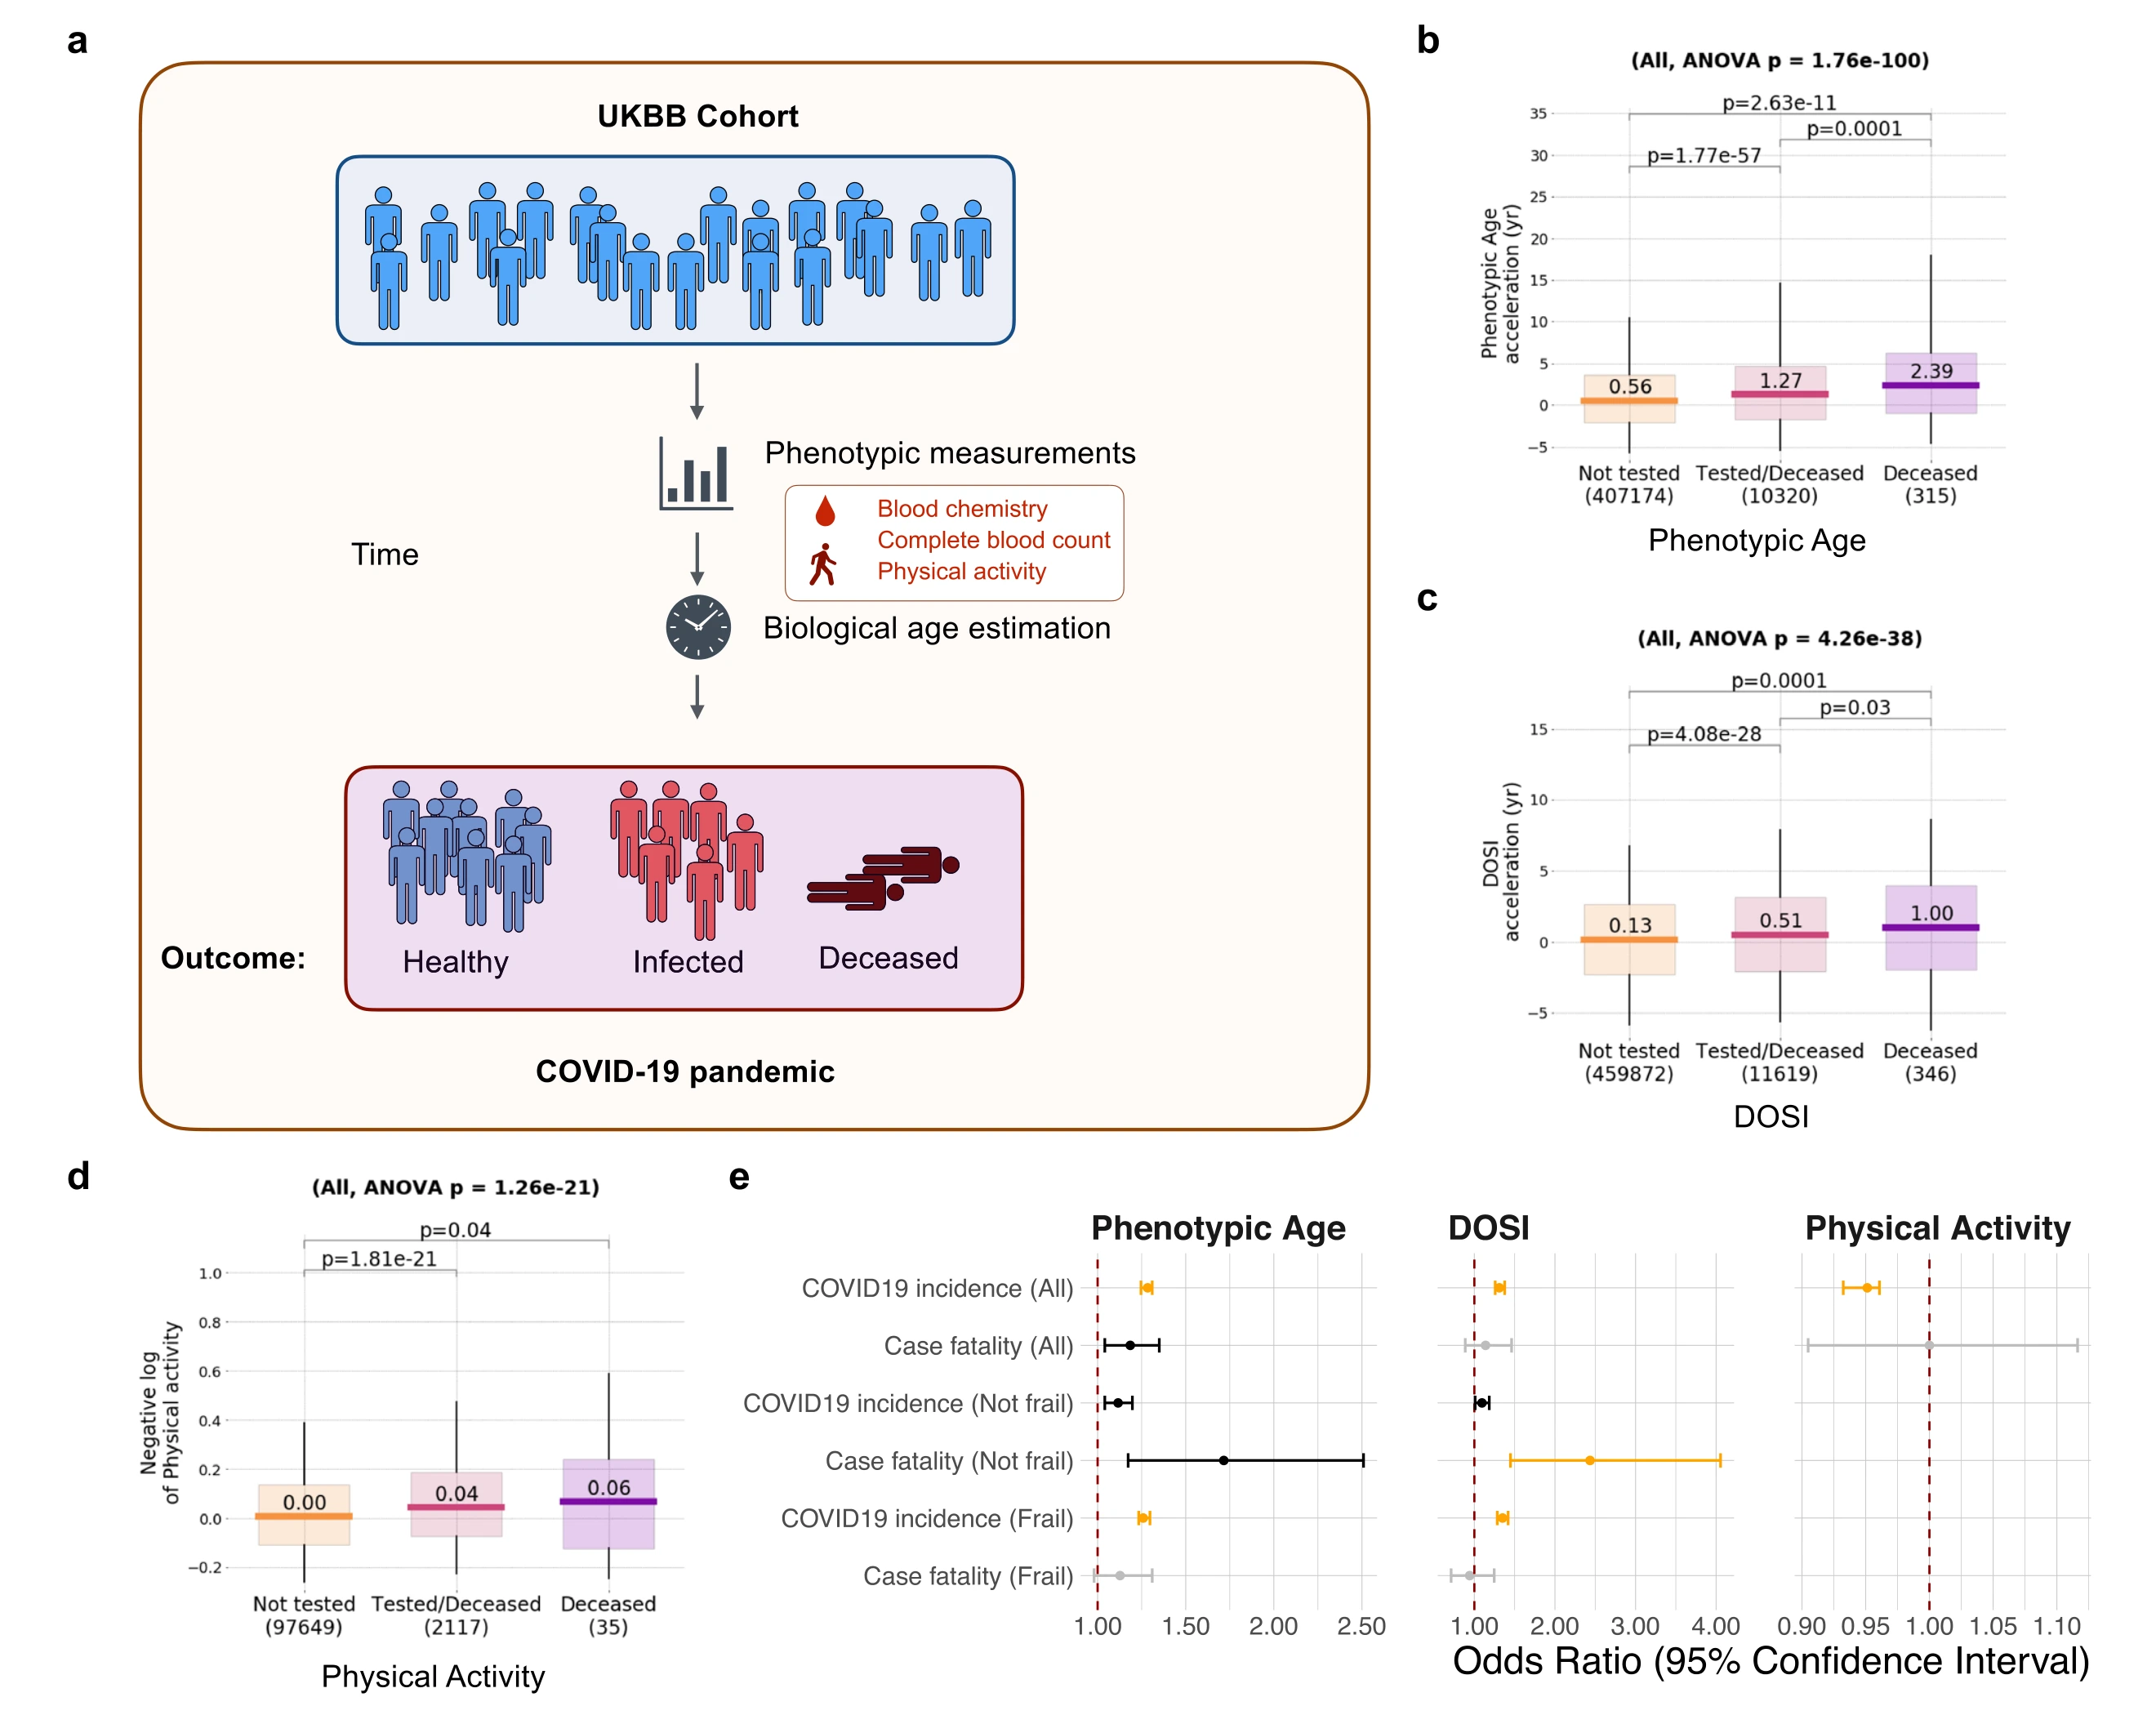 a
UKBB Cohort
Phenotypic measurements
Blood chemistry
Complete blood count
Physical activity
Time
Biological age estimation
Outcome:
Healthy
Infected
Deceased
COVID-19 pandemic
b
(All, ANOVA p = 1.76e-100)
p=2.63e-11
p=0.0001
p=1.77e-57
35
30
25
20
15
10
5
0
−5
Phenotypic Age
acceleration (yr)
0.56
1.27
2.39
Not tested
(407174)
Tested/Deceased
(10320)
Deceased
(315)
Phenotypic Age
c
(All, ANOVA p = 4.26e-38)
p=0.0001
p=0.03
p=4.08e-28
15
10
5
0
−5
DOSI
acceleration (yr)
0.13
0.51
1.00
Not tested
(459872)
Tested/Deceased
(11619)
Deceased
(346)
DOSI
d
(All, ANOVA p = 1.26e-21)
p=0.04
p=1.81e-21
1.0
0.8
0.6
0.4
0.2
0.0
−0.2
Negative log
of Physical activity
0.00
0.04
0.06
Not tested
(97649)
Tested/Deceased
(2117)
Deceased
(35)
Physical Activity
e
Phenotypic Age
DOSI
Physical Activity
COVID19 incidence (All)
Case fatality (All)
COVID19 incidence (Not frail)
Case fatality (Not frail)
COVID19 incidence (Frail)
Case fatality (Frail)
1.00 1.50 2.00 2.50
1.00 2.00 3.00 4.00
0.90 0.95 1.00 1.05 1.10
Odds Ratio (95% Confidence Interval)